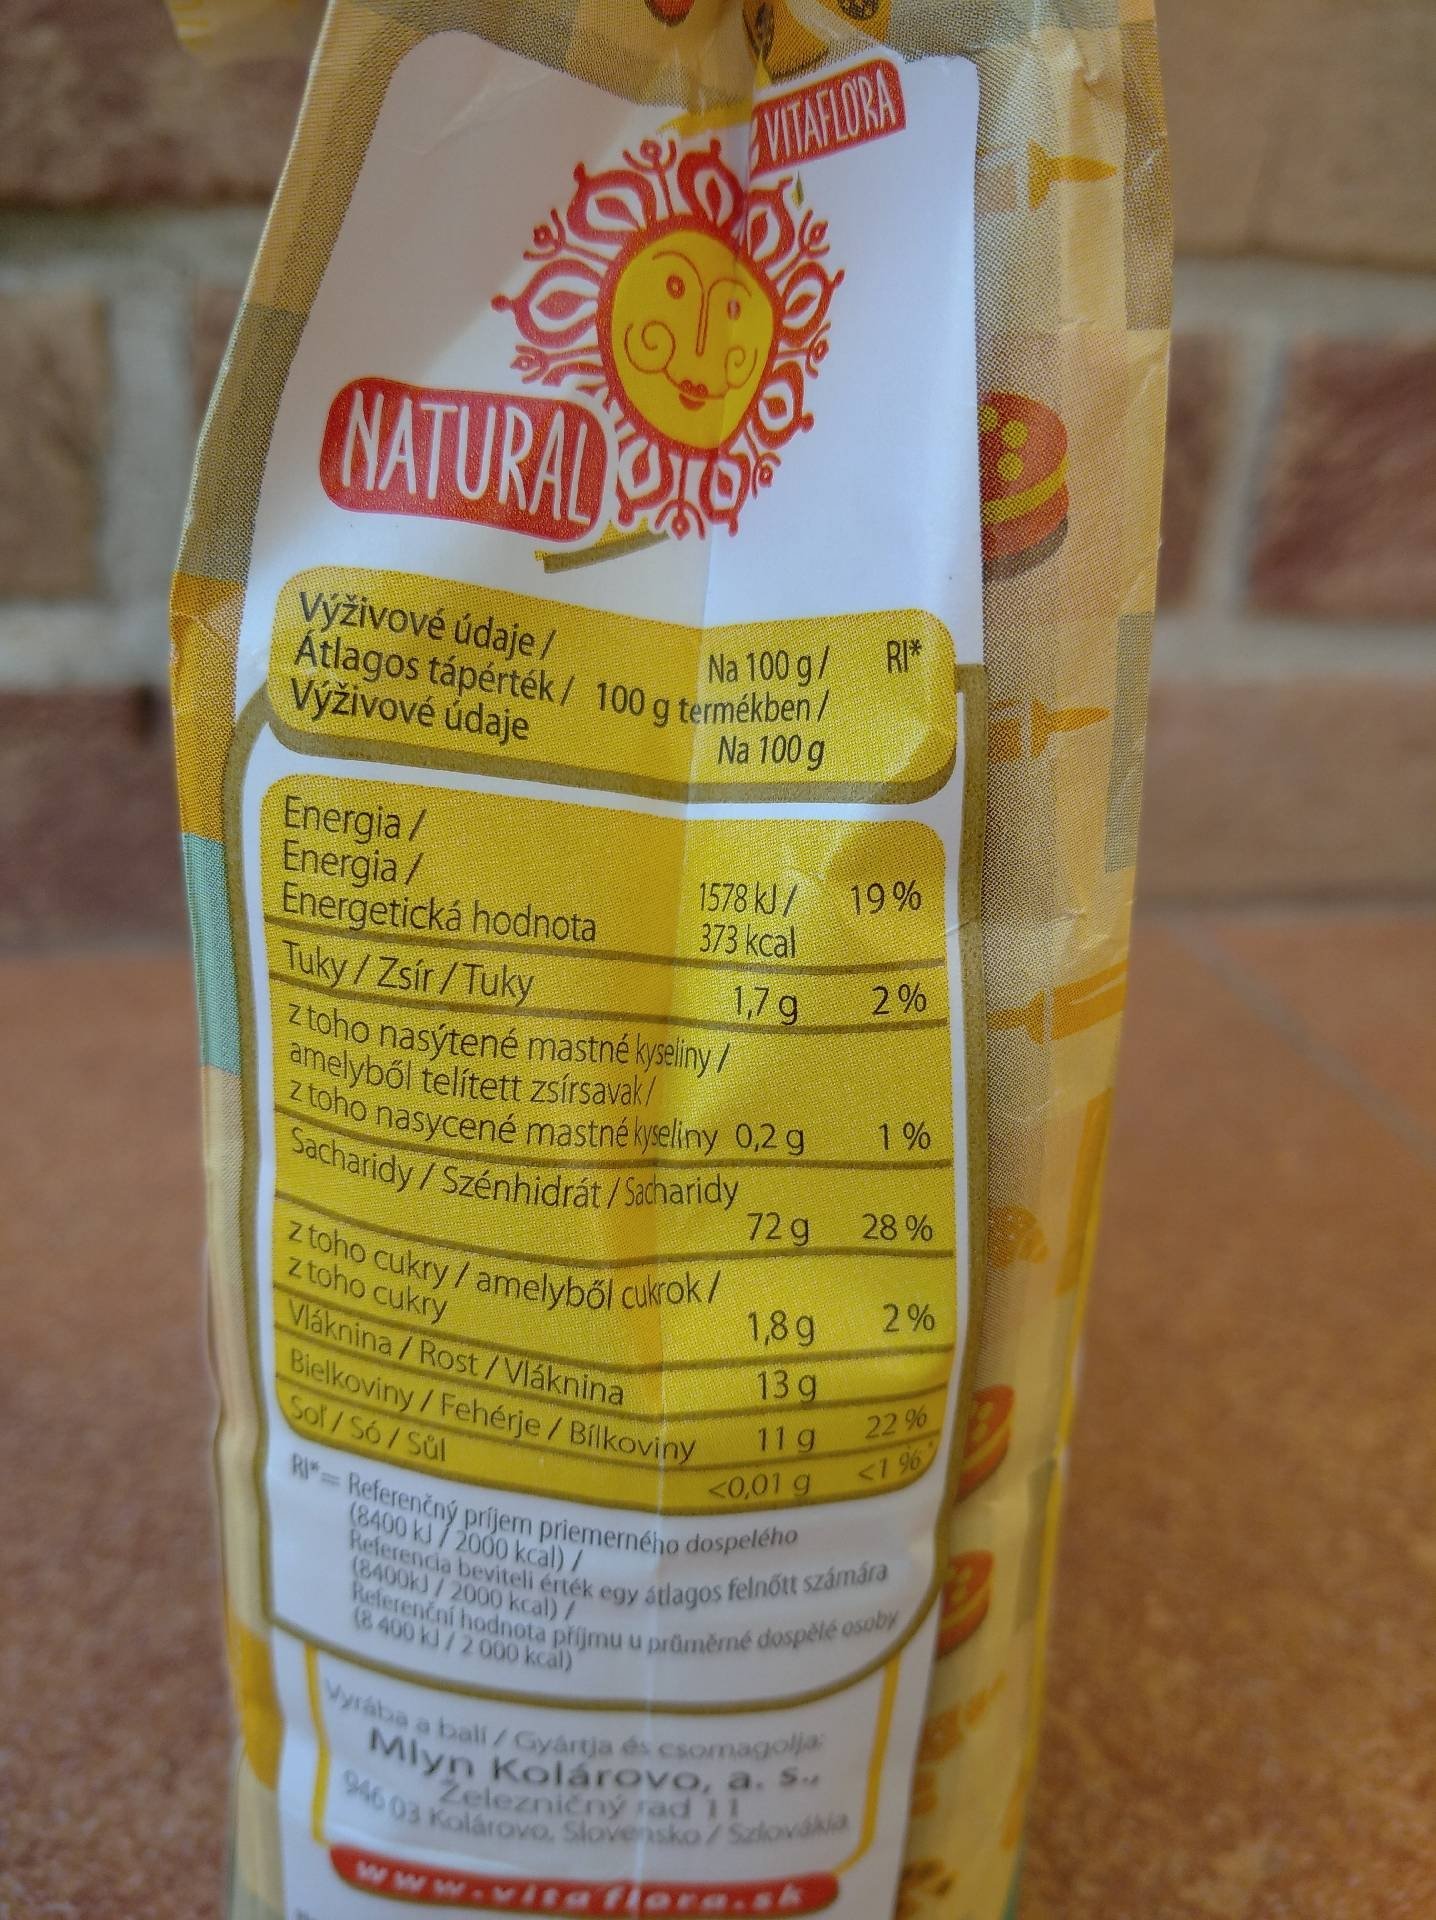 VITAFLÓRA
NATURAL
Výživové údaje /
Átlagos tápérték /
Výživové údaje
Na 100 g /
100 g termékben /
Na 100 g
RI*
Energia /
Energia /
Energetická hodnota
1578 kJ / 19 %
373 kcal
Tuky / Zsír / Tuky 1,7 g 2 %
z toho nasýtené mastné kyseliny /
amelyből telített zsírsavak /
z toho nasycené mastné kyseliny 0,2 g 1 %
Sacharidy / Szénhidrát / Sacharidy
72 g 28 %
z toho cukry / amelyből cukrok /
z toho cukry 1,8 g 2 %
Vláknina / Rost / Vláknina 13 g
Bielkoviny / Fehérje / Bílkoviny 11 g 22 %
Soľ / Só / Sůl <0,01 g <1 %
RI* = Referenčný príjem priemerného dospelého
(8400 kJ / 2000 kcal) /
Referencia beviteli érték egy átlagos felnőtt számára
(8400kJ / 2000 kcal) /
Referenční hodnota příjmu u průměrné dospělé osoby
(8 400 kJ / 2 000 kcal)
Vyrába a balí / Gyártja és csomagolja:
Mlyn Kolárovo, a. s.,
Železničný rad 11
946 03 Kolárovo, Slovensko / Szlovákia
www.vitaflora.sk